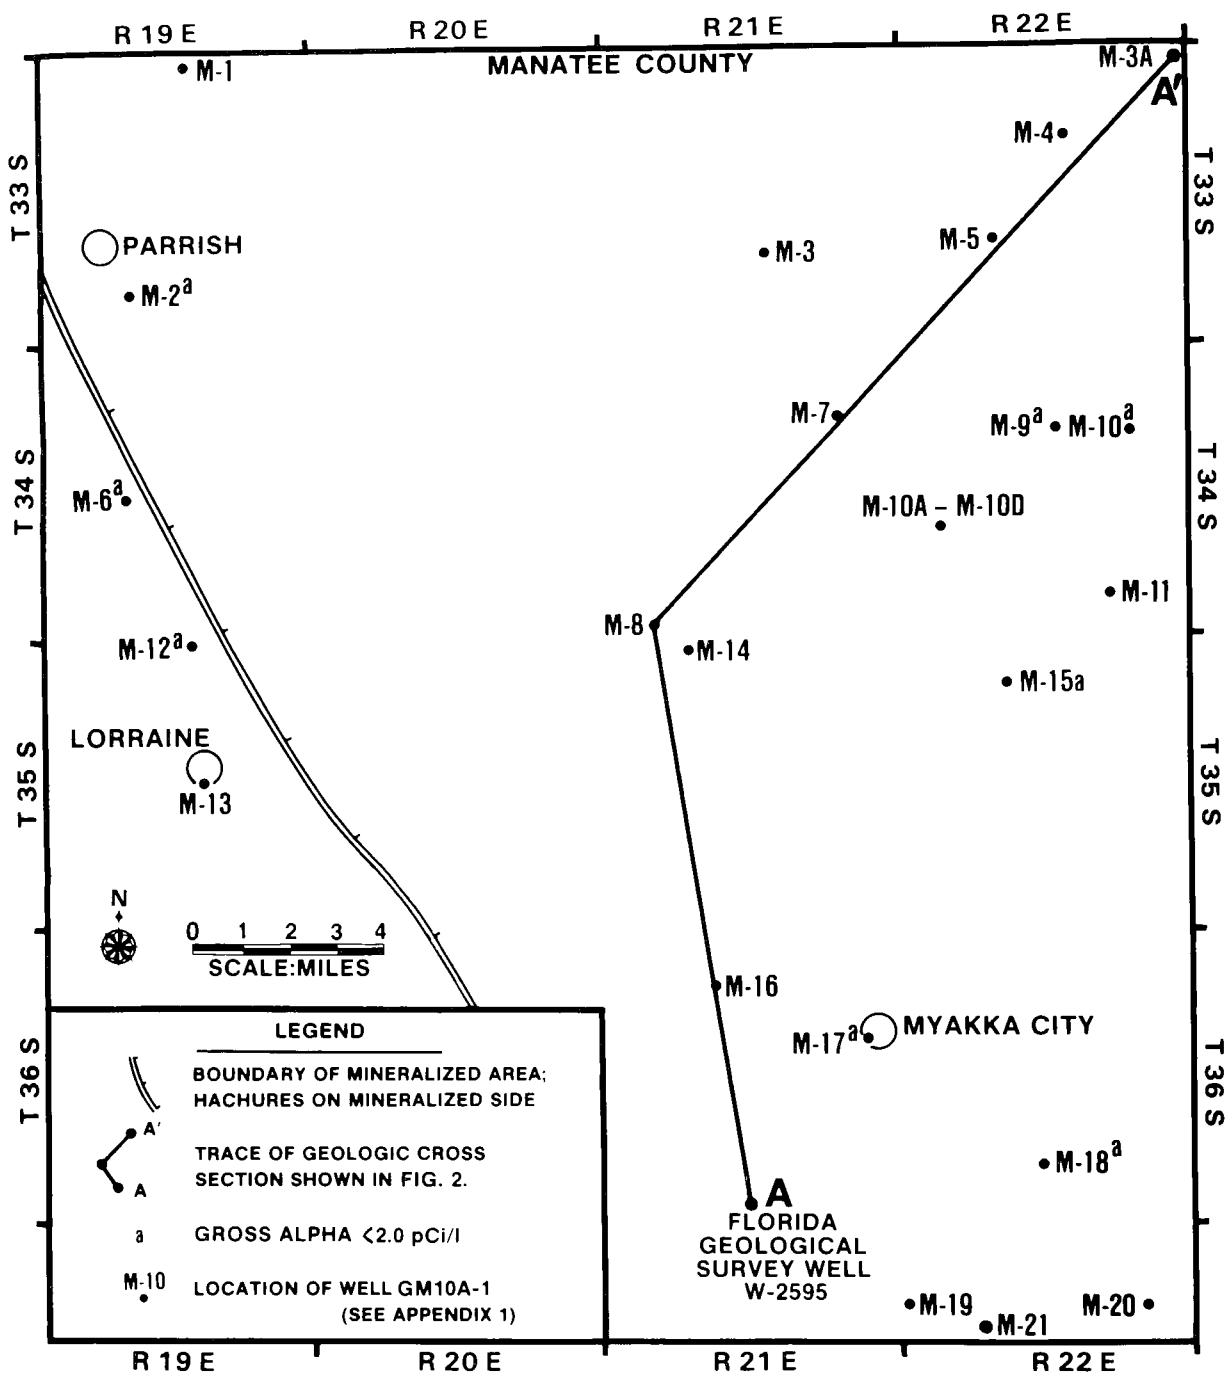 R 19 E
R 20 E
R 21 E
R 22 E
MANATEE COUNTY
M-1
M-3A
A'
M-4
T 33 S
T 33 S
PARRISH
M-5
M-3
M-2ª
M-7
M-9ª
M-10ª
T 34 S
T 34 S
M-6ª
M-10A – M-10D
M-11
M-8
M-12ª
M-14
M-15a
LORRAINE
T 35 S
T 35 S
M-13
N
0 1 2 3 4
SCALE:MILES
M-16
MYAKKA CITY
M-17ª
T 36 S
T 36 S
M-18ª
A
FLORIDA
GEOLOGICAL
SURVEY WELL
W-2595
M-19
M-20
M-21
LEGEND
BOUNDARY OF MINERALIZED AREA;
HACHURES ON MINERALIZED SIDE
A'
A
TRACE OF GEOLOGIC CROSS
SECTION SHOWN IN FIG. 2.
a
GROSS ALPHA <2.0 pCi/l
M-10
LOCATION OF WELL GM10A-1
(SEE APPENDIX 1)
R 19 E
R 20 E
R 21 E
R 22 E